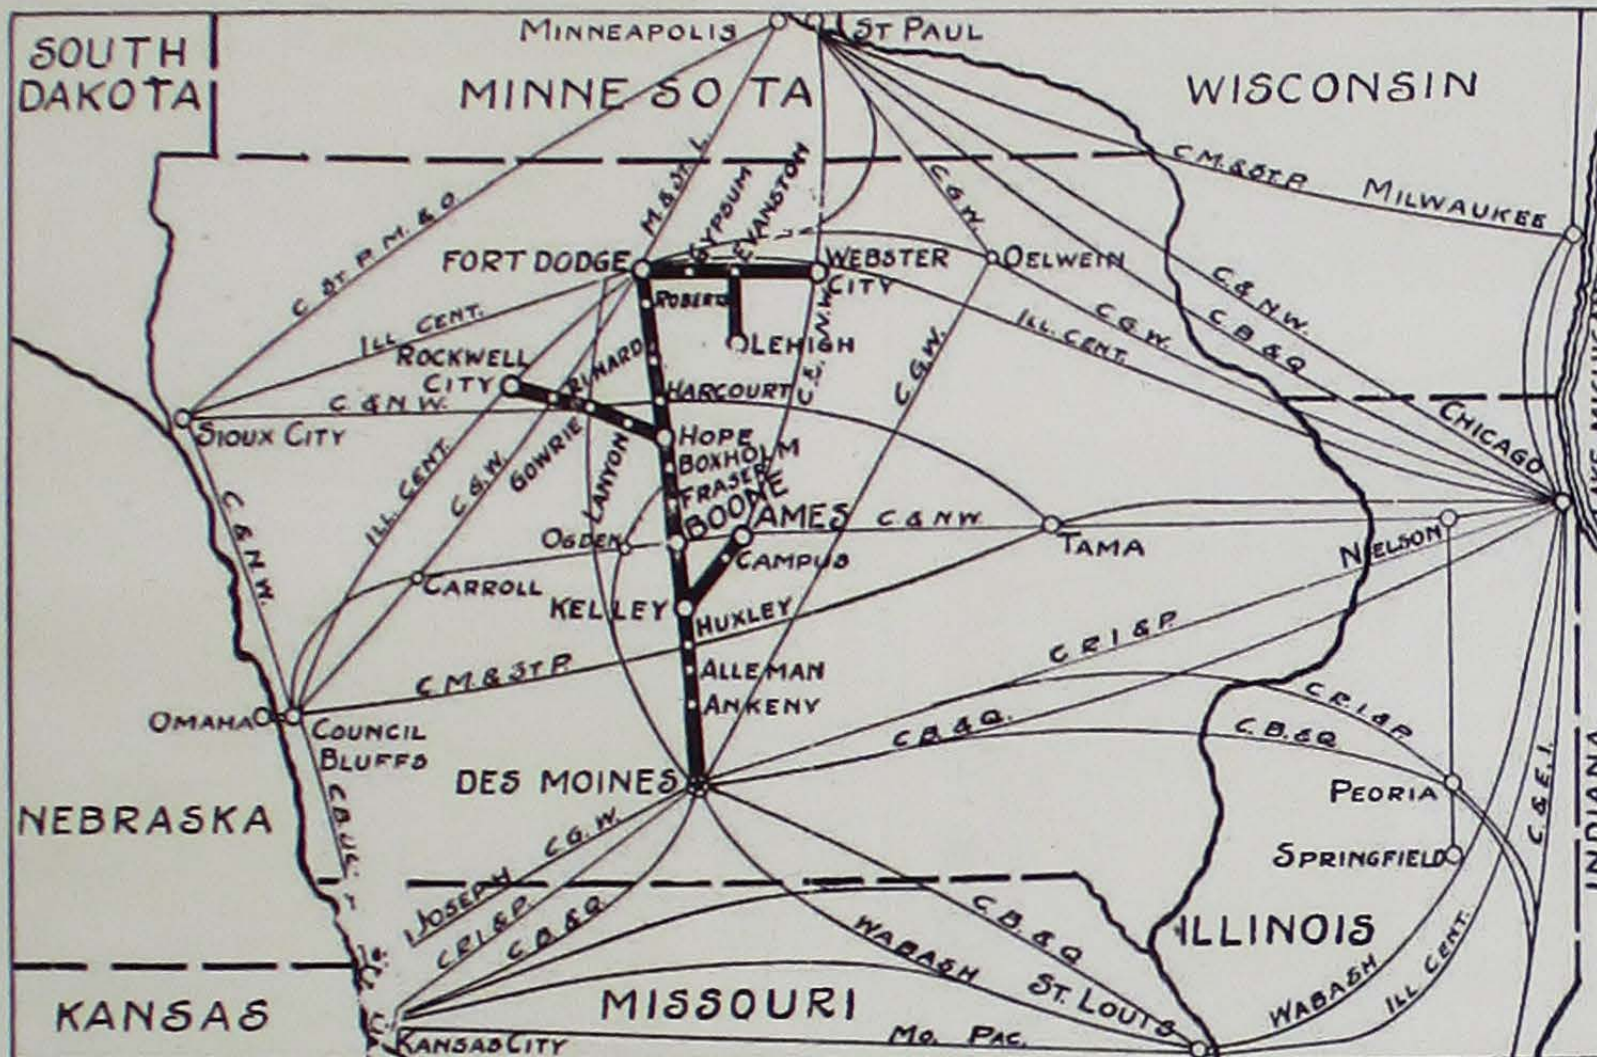 MINNEAPOLIS
ST PAUL
SOUTH
DAKOTA
MINNESOTA
WISCONSIN
C. M. & ST. P.
MILWAUKEE
C. ST P. M. & O
M. & ST. L.
GYPSUM
EVANSTON
C. G. W.
FORT DODGE
WEBSTER
CITY
OELWEIN
C. & N. W.
C. G. W.
C. B. & Q
ILL. CENT.
ROBERTS
LEHIGH
ILL CENT.
ROCKWELL
CITY
RINARD
HARCOURT
C. & N. W.
C. G. W.
C. & N. W.
SIOUX CITY
CHICAGO
HOPE
BOXHOLM
FRASER
BOONE
GOWRIE
LANYON
ILL. CENT.
C. G. W.
AMES
C. & N. W.
TAMA
NELSON
OGDEN
CAMPUS
CARROLL
C. & N. W.
KELLEY
HUXLEY
C. R. I. & P.
C. M. & ST. P.
ALLEMAN
ANKENY
OMAHA
COUNCIL
BLUFFS
C. B. & Q.
C. R. I. & P.
C. B. & Q
DES MOINES
PEORIA
C. & E. I.
INDIANA
NEBRASKA
C. G. W.
SPRINGFIELD
JOSEPH
C. R. I. & P.
C. B. & Q
C. B. & Q
WABASH
ILLINOIS
ST. LOUIS
WABASH
ILL CENT.
KANSAS
MISSOURI
KANSAS CITY
MO. PAC.